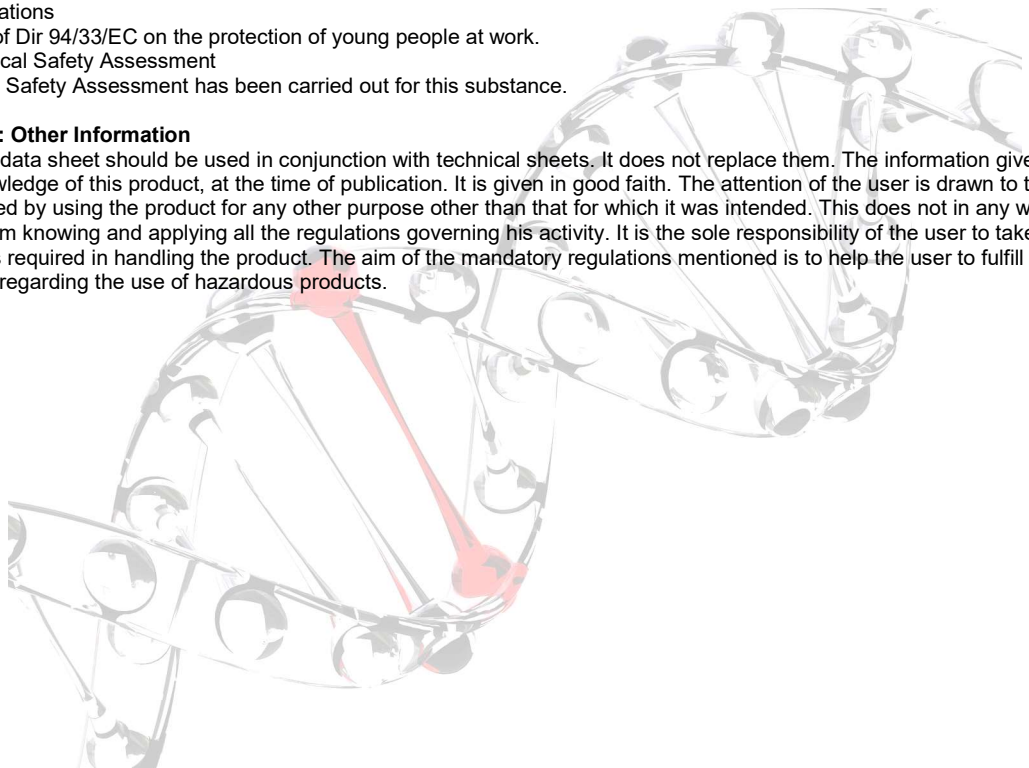 ations
of Dir 94/33/EC on the protection of young people at work.
cal Safety Assessment
Safety Assessment has been carried out for this substance.
: Other Information
data sheet should be used in conjunction with technical sheets. It does not replace them. The information give
wledge of this product, at the time of publication. It is given in good faith. The attention of the user is drawn to t
ed by using the product for any other purpose other than that for which it was intended. This does not in any w
m knowing and applying all the regulations governing his activity. It is the sole responsibility of the user to take
s required in handling the product. The aim of the mandatory regulations mentioned is to help the user to fulfill
regarding the use of hazardous products.